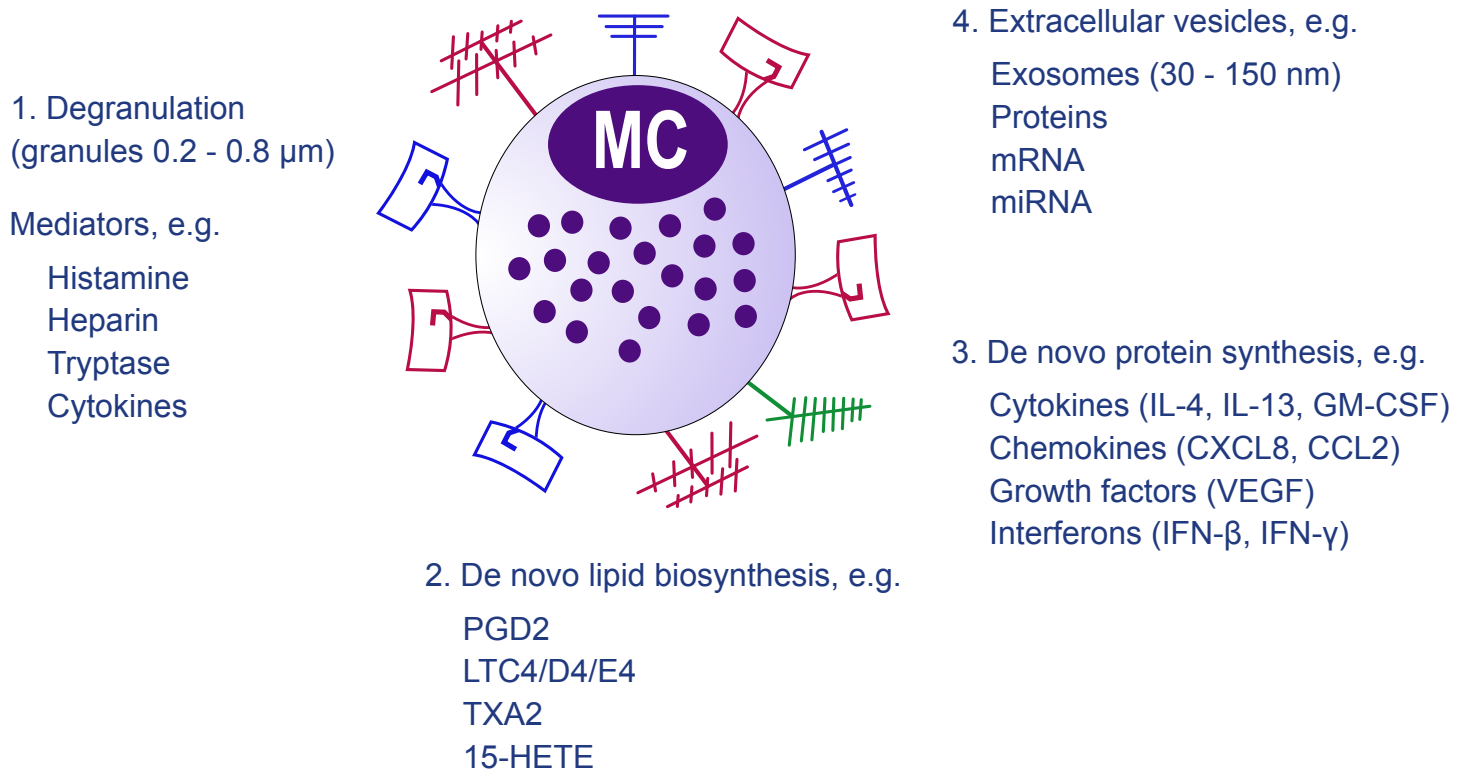 MC
1. Degranulation
(granules 0.2 - 0.8 μm)
Mediators, e.g.
Histamine
Heparin
Tryptase
Cytokines
2. De novo lipid biosynthesis, e.g.
PGD2
LTC4/D4/E4
TXA2
15-HETE
3. De novo protein synthesis, e.g.
Cytokines (IL-4, IL-13, GM-CSF)
Chemokines (CXCL8, CCL2)
Growth factors (VEGF)
Interferons (IFN-β, IFN-γ)
4. Extracellular vesicles, e.g.
Exosomes (30 - 150 nm)
Proteins
mRNA
miRNA